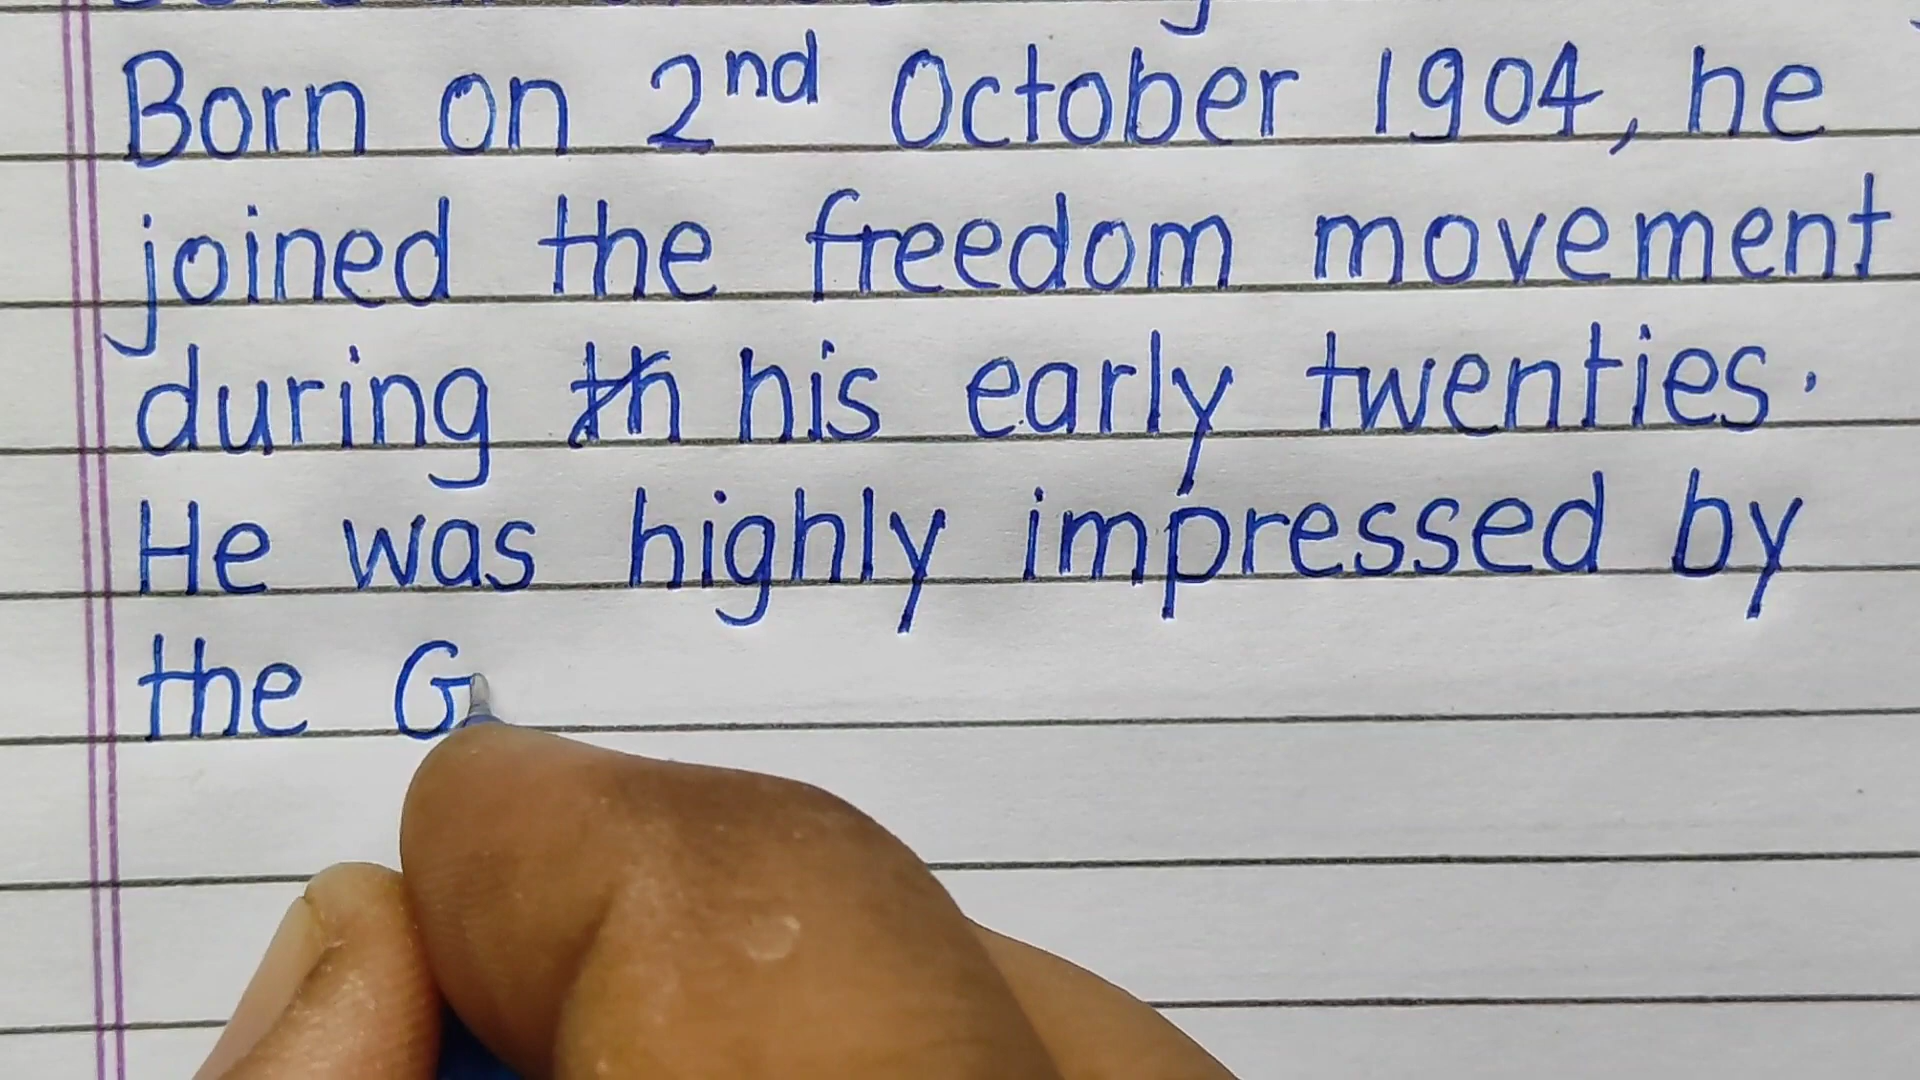 Born on 2nd October 1904, he
joined the freedom movement
during th his early twenties.
He was highly impressed by
the G